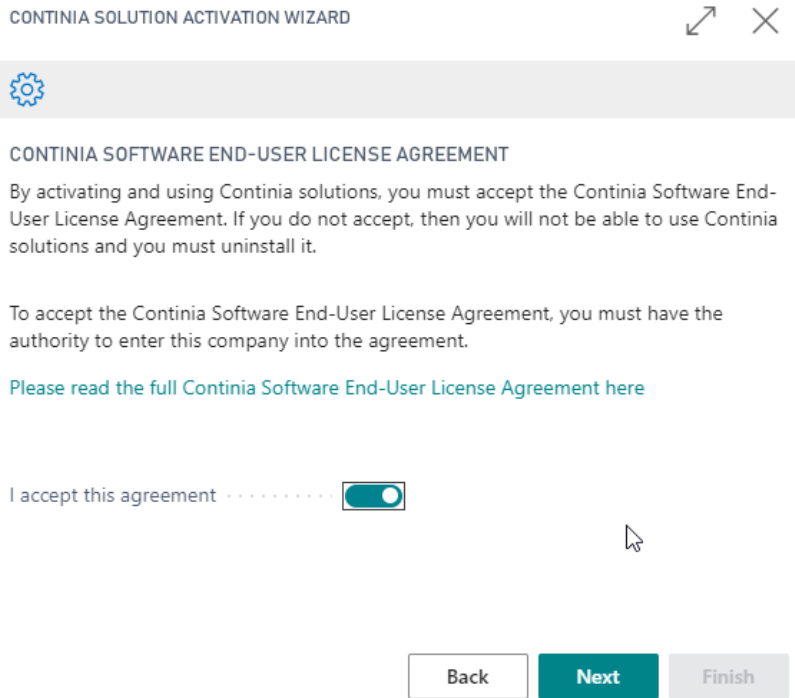 CONTINIA SOLUTION ACTIVATION WIZARD
CONTINIA SOFTWARE END-USER LICENSE AGREEMENT
By activating and using Continia solutions, you must accept the Continia Software End-
User License Agreement. If you do not accept, then you will not be able to use Continia
solutions and you must uninstall it.
To accept the Continia Software End-User License Agreement, you must have the
authority to enter this company into the agreement.
Please read the full Continia Software End-User License Agreement here
I accept this agreement
Back Next Finish